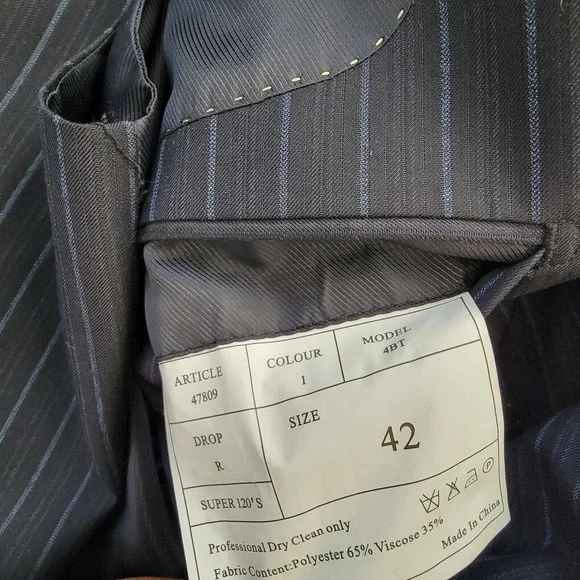 ARTICLE
47809
COLOUR
1
MODEL
4BT
DROP
R
SIZE
42
SUPER 120'S
Professional Dry Clean only
Fabric Content:Polyester 65% Viscose 35%
Made In China